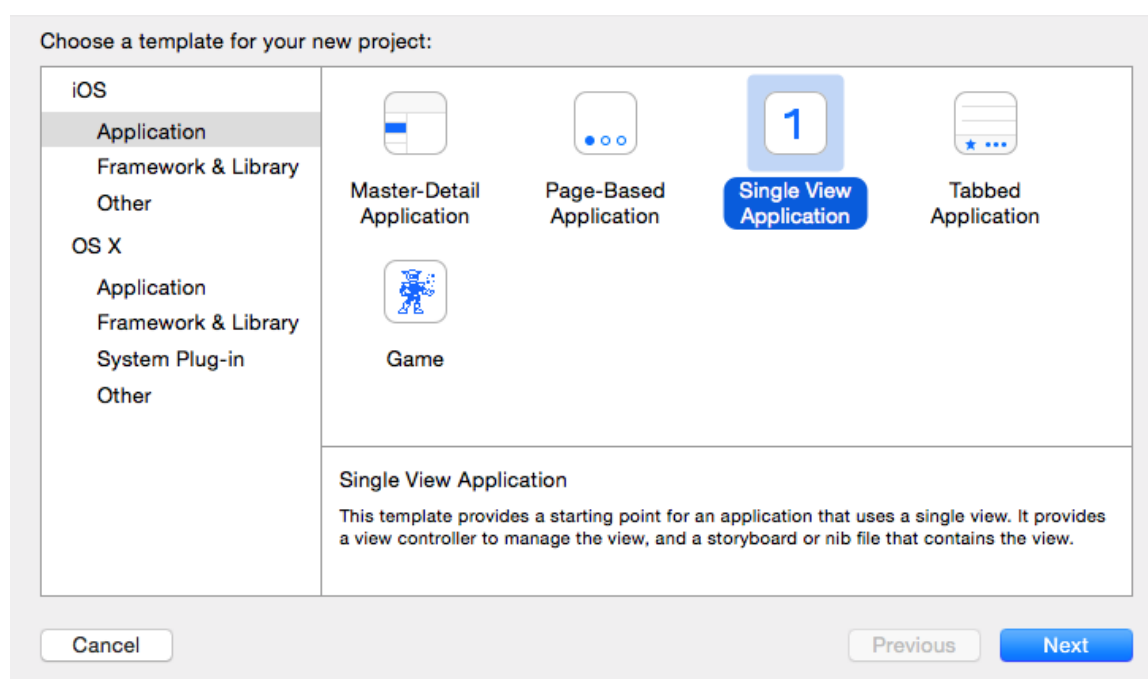 Choose a template for your new project:
iOS
Application
Framework & Library
Other
OS X
Application
Framework & Library
System Plug-in
Other
Master-Detail
Application
Page-Based
Application
1
Single View
Application
Tabbed
Application
Game
Single View Application
This template provides a starting point for an application that uses a single view. It provides
a view controller to manage the view, and a storyboard or nib file that contains the view.
Cancel
Previous
Next